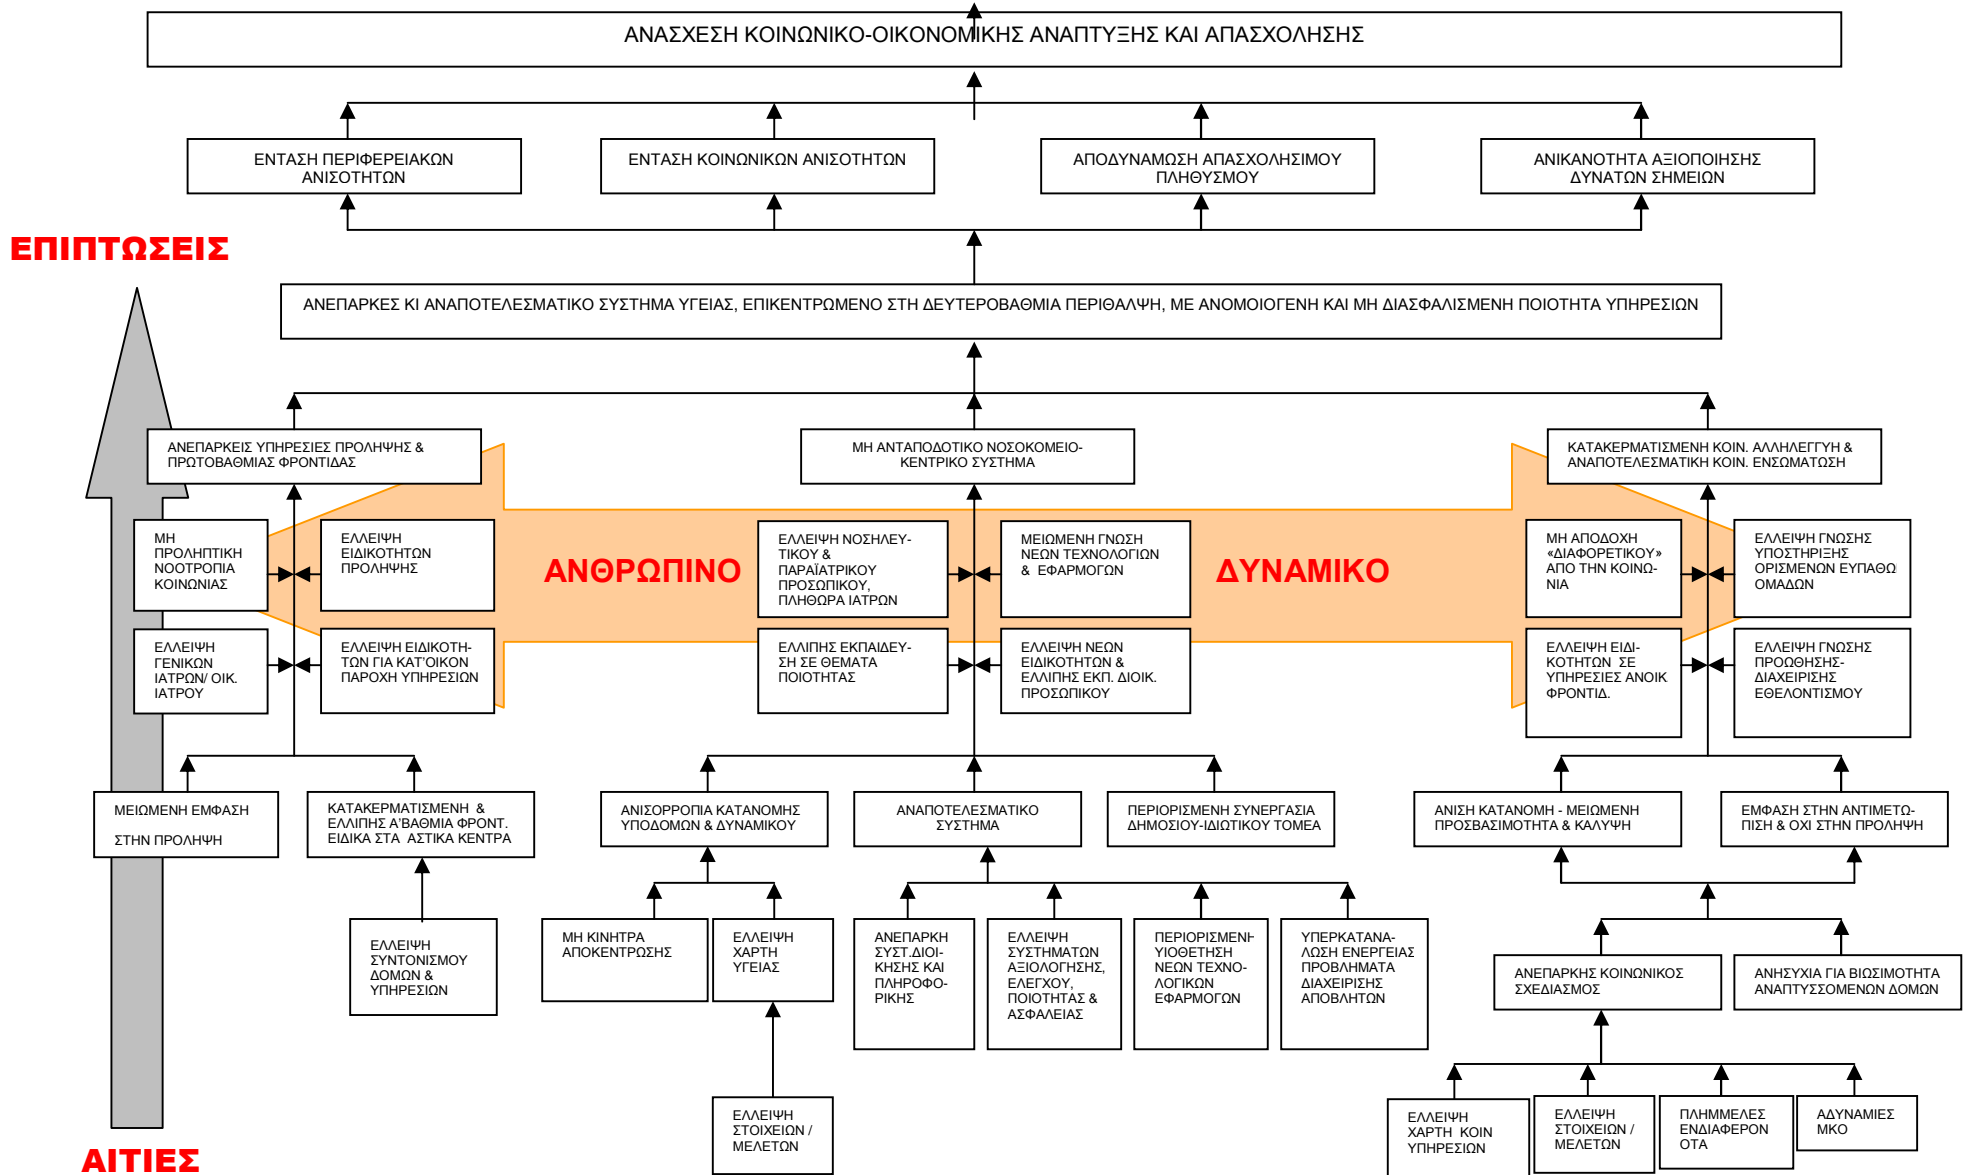 ΑΝΑΣΧΕΣΗ ΚΟΙΝΩΝΙΚΟ-ΟΙΚΟΝΟΜΙΚΗΣ ΑΝΑΠΤΥΞΗΣ ΚΑΙ ΑΠΑΣΧΟΛΗΣΗΣ
ΕΝΤΑΣΗ ΠΕΡΙΦΕΡΕΙΑΚΩΝ
ΑΝΙΣΟΤΗΤΩΝ
ΕΝΤΑΣΗ ΚΟΙΝΩΝΙΚΩΝ ΑΝΙΣΟΤΗΤΩΝ
ΑΠΟΔΥΝΑΜΩΣΗ ΑΠΑΣΧΟΛΗΣΙΜΟΥ
ΠΛΗΘΥΣΜΟΥ
ΑΝΙΚΑΝΟΤΗΤΑ ΑΞΙΟΠΟΙΗΣΗΣ
ΔΥΝΑΤΩΝ ΣΗΜΕΙΩΝ
ΕΠΙΠΤΩΣΕΙΣ
ΑΝΕΠΑΡΚΕΣ ΚΙ ΑΝΑΠΟΤΕΛΕΣΜΑΤΙΚΟ ΣΥΣΤΗΜΑ ΥΓΕΙΑΣ, ΕΠΙΚΕΝΤΡΩΜΕΝΟ ΣΤΗ ΔΕΥΤΕΡΟΒΑΘΜΙΑ ΠΕΡΙΘΑΛΨΗ, ΜΕ ΑΝΟΜΟΙΟΓΕΝΗ ΚΑΙ ΜΗ ΔΙΑΣΦΑΛΙΣΜΕΝΗ ΠΟΙΟΤΗΤΑ ΥΠΗΡΕΣΙΩΝ
ΑΝΕΠΑΡΚΕΙΣ ΥΠΗΡΕΣΙΕΣ ΠΡΟΛΗΨΗΣ &
ΠΡΩΤΟΒΑΘΜΙΑΣ ΦΡΟΝΤΙΔΑΣ
ΜΗ ΑΝΤΑΠΟΔΟΤΙΚΟ ΝΟΣΟΚΟΜΕΙΟ-
ΚΕΝΤΡΙΚΟ ΣΥΣΤΗΜΑ
ΚΑΤΑΚΕΡΜΑΤΙΣΜΕΝΗ ΚΟΙΝ. ΑΛΛΗΛΕΓΓΥΗ &
ΑΝΑΠΟΤΕΛΕΣΜΑΤΙΚΗ ΚΟΙΝ. ΕΝΣΩΜΑΤΩΣΗ
ΜΗ
ΠΡΟΛΗΠΤΙΚΗ
ΝΟΟΤΡΟΠΙΑ
ΚΟΙΝΩΝΙΑΣ
ΕΛΛΕΙΨΗ
ΕΙΔΙΚΟΤΗΤΩΝ
ΠΡΟΛΗΨΗΣ
ΑΝΘΡΩΠΙΝΟ
ΕΛΛΕΙΨΗ ΝΟΣΗΛΕΥ-
ΤΙΚΟΥ &
ΠΑΡΑΪΑΤΡΙΚΟΥ
ΠΡΟΣΩΠΙΚΟΥ,
ΠΛΗΘΩΡΑ ΙΑΤΡΩΝ
ΜΕΙΩΜΕΝΗ ΓΝΩΣΗ
ΝΕΩΝ ΤΕΧΝΟΛΟΓΙΩΝ
& ΕΦΑΡΜΟΓΩΝ
ΔΥΝΑΜΙΚΟ
ΜΗ ΑΠΟΔΟΧΗ
«ΔΙΑΦΟΡΕΤΙΚΟΥ»
ΑΠΟ ΤΗΝ ΚΟΙΝΩ-
ΝΙΑ
ΕΛΛΕΙΨΗ ΓΝΩΣΗΣ
ΥΠΟΣΤΗΡΙΞΗΣ
ΟΡΙΣΜΕΝΩΝ ΕΥΠΑΘΩ
ΟΜΑΔΩΝ
ΕΛΛΕΙΨΗ
ΓΕΝΙΚΩΝ
ΙΑΤΡΩΝ/ ΟΙΚ.
ΙΑΤΡΟΥ
ΕΛΛΕΙΨΗ ΕΙΔΙΚΟΤΗ-
ΤΩΝ ΓΙΑ ΚΑΤ'ΟΙΚΟΝ
ΠΑΡΟΧΗ ΥΠΗΡΕΣΙΩΝ
ΕΛΛΙΠΗΣ ΕΚΠΑΙΔΕΥ-
ΣΗ ΣΕ ΘΕΜΑΤΑ
ΠΟΙΟΤΗΤΑΣ
ΕΛΛΕΙΨΗ ΝΕΩΝ
ΕΙΔΙΚΟΤΗΤΩΝ &
ΕΛΛΙΠΗΣ ΕΚΠ. ΔΙΟΙΚ.
ΠΡΟΣΩΠΙΚΟΥ
ΕΛΛΕΙΨΗ ΕΙΔΙ-
ΚΟΤΗΤΩΝ ΣΕ
ΥΠΗΡΕΣΙΕΣ ΑΝΟΙΚ
ΦΡΟΝΤΙΔ.
ΕΛΛΕΙΨΗ ΓΝΩΣΗΣ
ΠΡΟΩΘΗΣΗΣ-
ΔΙΑΧΕΙΡΙΣΗΣ
ΕΘΕΛΟΝΤΙΣΜΟΥ
ΜΕΙΩΜΕΝΗ ΕΜΦΑΣΗ
ΣΤΗΝ ΠΡΟΛΗΨΗ
ΚΑΤΑΚΕΡΜΑΤΙΣΜΕΝΗ &
ΕΛΛΙΠΗΣ Α'ΒΑΘΜΙΑ ΦΡΟΝΤ.
ΕΙΔΙΚΑ ΣΤΑ ΑΣΤΙΚΑ ΚΕΝΤΡΑ
ΑΝΙΣΟΡΡΟΠΙΑ ΚΑΤΑΝΟΜΗΣ
ΥΠΟΔΟΜΩΝ & ΔΥΝΑΜΙΚΟΥ
ΑΝΑΠΟΤΕΛΕΣΜΑΤΙΚΟ
ΣΥΣΤΗΜΑ
ΠΕΡΙΟΡΙΣΜΕΝΗ ΣΥΝΕΡΓΑΣΙΑ
ΔΗΜΟΣΙΟΥ-ΙΔΙΩΤΙΚΟΥ ΤΟΜΕΑ
ΑΝΙΣΗ ΚΑΤΑΝΟΜΗ - ΜΕΙΩΜΕΝΗ
ΠΡΟΣΒΑΣΙΜΟΤΗΤΑ & ΚΑΛΥΨΗ
ΕΜΦΑΣΗ ΣΤΗΝ ΑΝΤΙΜΕΤΩ-
ΠΙΣΗ & ΟΧΙ ΣΤΗΝ ΠΡΟΛΗΨΗ
ΕΛΛΕΙΨΗ
ΣΥΝΤΟΝΙΣΜΟΥ
ΔΟΜΩΝ &
ΥΠΗΡΕΣΙΩΝ
ΜΗ ΚΙΝΗΤΡΑ
ΑΠΟΚΕΝΤΡΩΣΗΣ
ΕΛΛΕΙΨΗ
ΧΑΡΤΗ
ΥΓΕΙΑΣ
ΑΝΕΠΑΡΚΗ
ΣΥΣΤ.ΔΙΟΙ-
ΚΗΣΗΣ ΚΑΙ
ΠΛΗΡΟΦΟ-
ΡΙΚΗΣ
ΕΛΛΕΙΨΗ
ΣΥΣΤΗΜΑΤΩΝ
ΑΞΙΟΛΟΓΗΣΗΣ,
ΕΛΕΓΧΟΥ,
ΠΟΙΟΤΗΤΑΣ &
ΑΣΦΑΛΕΙΑΣ
ΠΕΡΙΟΡΙΣΜΕΝΗ
ΥΙΟΘΕΤΗΣΗ
ΝΕΩΝ ΤΕΧΝΟ-
ΛΟΓΙΚΩΝ
ΕΦΑΡΜΟΓΩΝ
ΥΠΕΡΚΑΤΑΝΑ-
ΛΩΣΗ ΕΝΕΡΓΕΙΑΣ
ΠΡΟΒΛΗΜΑΤΑ
ΔΙΑΧΕΙΡΙΣΗΣ
ΑΠΟΒΛΗΤΩΝ
ΑΝΕΠΑΡΚΗΣ ΚΟΙΝΩΝΙΚΟΣ
ΣΧΕΔΙΑΣΜΟΣ
ΑΝΗΣΥΧΙΑ ΓΙΑ ΒΙΩΣΙΜΟΤΗΤΑ
ΑΝΑΠΤΥΣΣΟΜΕΝΩΝ ΔΟΜΩΝ
ΕΛΛΕΙΨΗ
ΣΤΟΙΧΕΙΩΝ /
ΜΕΛΕΤΩΝ
ΕΛΛΕΙΨΗ
ΧΑΡΤΗ ΚΟΙΝ
ΥΠΗΡΕΣΙΩΝ
ΕΛΛΕΙΨΗ
ΣΤΟΙΧΕΙΩΝ /
ΜΕΛΕΤΩΝ
ΠΛΗΜΜΕΛΕΣ
ΕΝΔΙΑΦΕΡΟΝ
ΟΤΑ
ΑΔΥΝΑΜΙΕΣ
ΜΚΟ
ΑΙΤΙΕΣ